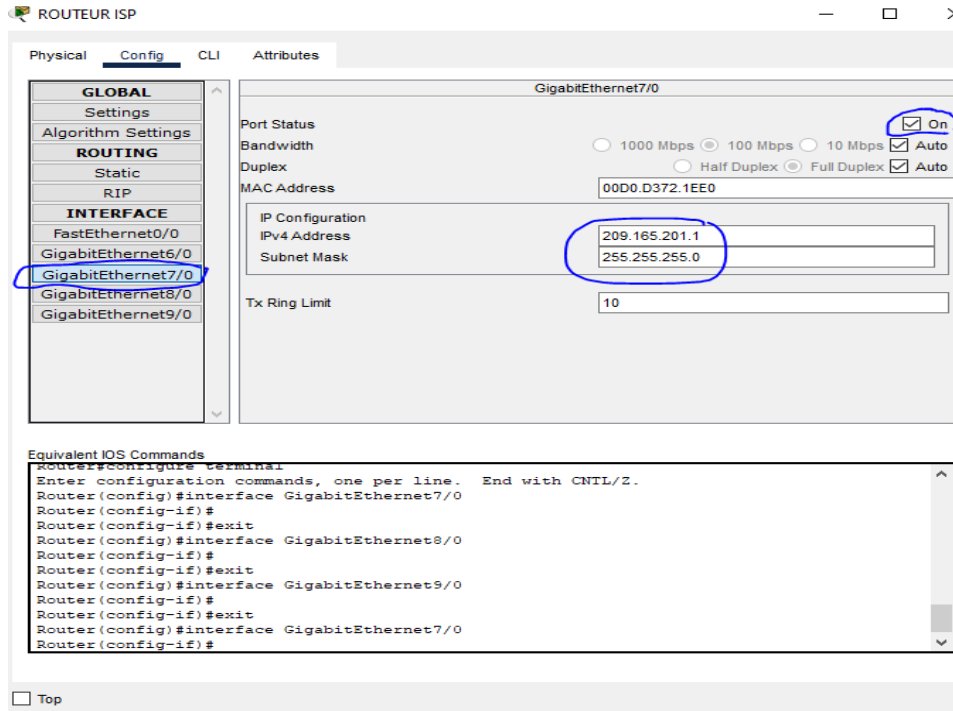 ROUTEUR ISP
Physical Config CLI Attributes
GLOBAL
Settings
Algorithm Settings
ROUTING
Static
RIP
INTERFACE
FastEthernet0/0
GigabitEthernet6/0
GigabitEthernet7/0
GigabitEthernet8/0
GigabitEthernet9/0
GigabitEthernet7/0
Port Status On
Bandwidth 1000 Mbps 100 Mbps 10 Mbps Auto
Duplex Half Duplex Full Duplex Auto
MAC Address 00D0.D372.1EE0
IP Configuration
IPv4 Address 209.165.201.1
Subnet Mask 255.255.255.0
Tx Ring Limit 10
Equivalent IOS Commands
Router#configure terminal
Enter configuration commands, one per line. End with CNTL/Z.
Router(config)#interface GigabitEthernet7/0
Router(config-if)#
Router(config-if)#exit
Router(config)#interface GigabitEthernet8/0
Router(config-if)#
Router(config-if)#exit
Router(config)#interface GigabitEthernet9/0
Router(config-if)#
Router(config-if)#exit
Router(config)#interface GigabitEthernet7/0
Router(config-if)#
Top